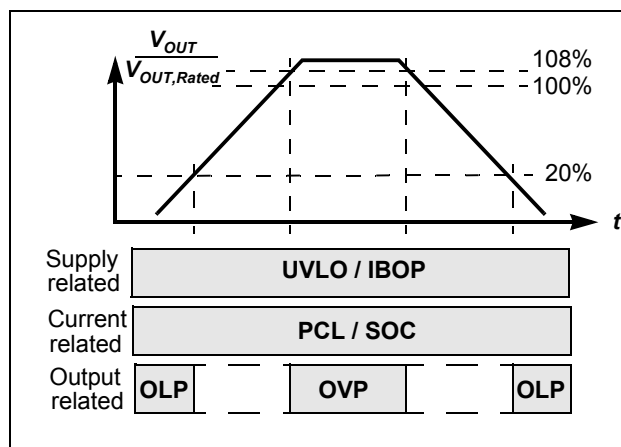 V_OUT
V_OUT,Rated
108%
100%
20%
t
Supply related
UVLO / IBOP
Current related
PCL / SOC
Output related
OLP
OVP
OLP